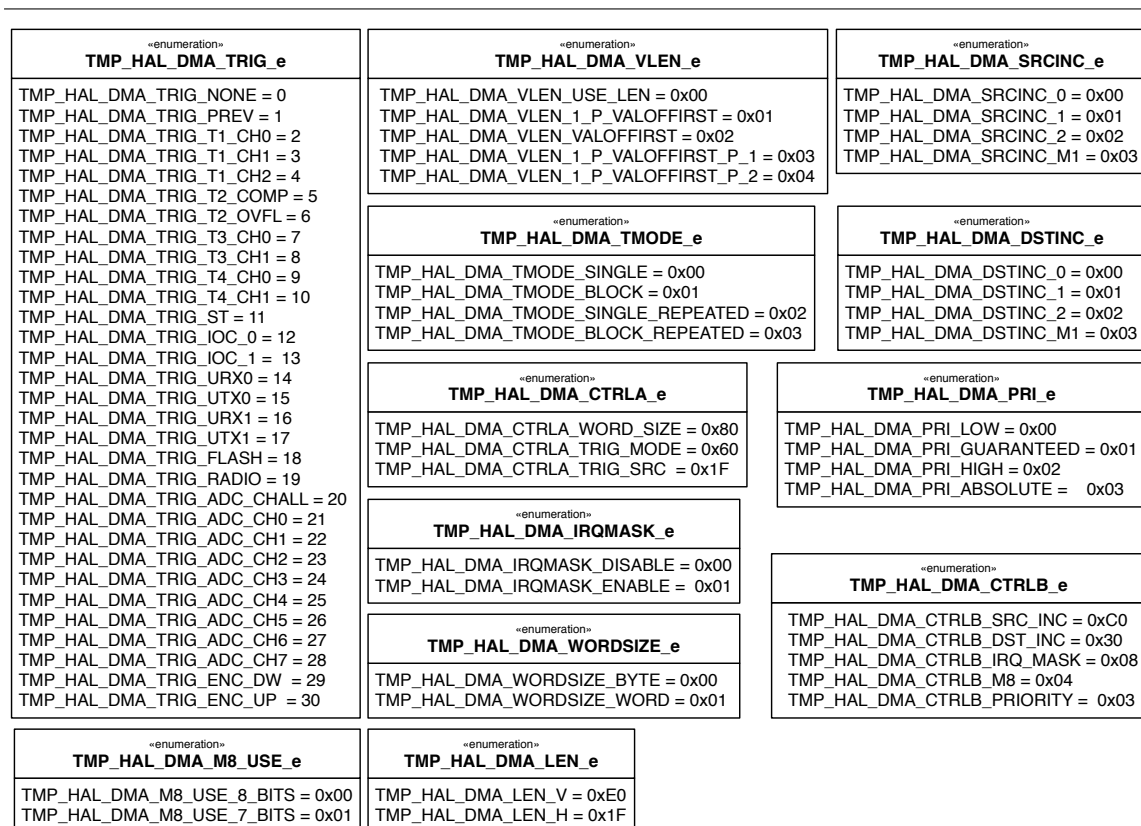 «enumeration»
TMP_HAL_DMA_TRIG_e
TMP_HAL_DMA_TRIG_NONE = 0
TMP_HAL_DMA_TRIG_PREV = 1
TMP_HAL_DMA_TRIG_T1_CH0 = 2
TMP_HAL_DMA_TRIG_T1_CH1 = 3
TMP_HAL_DMA_TRIG_T1_CH2 = 4
TMP_HAL_DMA_TRIG_T2_COMP = 5
TMP_HAL_DMA_TRIG_T2_OVFL = 6
TMP_HAL_DMA_TRIG_T3_CH0 = 7
TMP_HAL_DMA_TRIG_T3_CH1 = 8
TMP_HAL_DMA_TRIG_T4_CH0 = 9
TMP_HAL_DMA_TRIG_T4_CH1 = 10
TMP_HAL_DMA_TRIG_ST = 11
TMP_HAL_DMA_TRIG_IOC_0 = 12
TMP_HAL_DMA_TRIG_IOC_1 = 13
TMP_HAL_DMA_TRIG_URX0 = 14
TMP_HAL_DMA_TRIG_UTX0 = 15
TMP_HAL_DMA_TRIG_URX1 = 16
TMP_HAL_DMA_TRIG_UTX1 = 17
TMP_HAL_DMA_TRIG_FLASH = 18
TMP_HAL_DMA_TRIG_RADIO = 19
TMP_HAL_DMA_TRIG_ADC_CHALL = 20
TMP_HAL_DMA_TRIG_ADC_CH0 = 21
TMP_HAL_DMA_TRIG_ADC_CH1 = 22
TMP_HAL_DMA_TRIG_ADC_CH2 = 23
TMP_HAL_DMA_TRIG_ADC_CH3 = 24
TMP_HAL_DMA_TRIG_ADC_CH4 = 25
TMP_HAL_DMA_TRIG_ADC_CH5 = 26
TMP_HAL_DMA_TRIG_ADC_CH6 = 27
TMP_HAL_DMA_TRIG_ADC_CH7 = 28
TMP_HAL_DMA_TRIG_ENC_DW = 29
TMP_HAL_DMA_TRIG_ENC_UP = 30
«enumeration»
TMP_HAL_DMA_VLEN_e
TMP_HAL_DMA_VLEN_USE_LEN = 0x00
TMP_HAL_DMA_VLEN_1_P_VALOFFIRST = 0x01
TMP_HAL_DMA_VLEN_VALOFFIRST = 0x02
TMP_HAL_DMA_VLEN_1_P_VALOFFIRST_P_1 = 0x03
TMP_HAL_DMA_VLEN_1_P_VALOFFIRST_P_2 = 0x04
«enumeration»
TMP_HAL_DMA_SRCINC_e
TMP_HAL_DMA_SRCINC_0 = 0x00
TMP_HAL_DMA_SRCINC_1 = 0x01
TMP_HAL_DMA_SRCINC_2 = 0x02
TMP_HAL_DMA_SRCINC_M1 = 0x03
«enumeration»
TMP_HAL_DMA_TMODE_e
TMP_HAL_DMA_TMODE_SINGLE = 0x00
TMP_HAL_DMA_TMODE_BLOCK = 0x01
TMP_HAL_DMA_TMODE_SINGLE_REPEATED = 0x02
TMP_HAL_DMA_TMODE_BLOCK_REPEATED = 0x03
«enumeration»
TMP_HAL_DMA_DSTINC_e
TMP_HAL_DMA_DSTINC_0 = 0x00
TMP_HAL_DMA_DSTINC_1 = 0x01
TMP_HAL_DMA_DSTINC_2 = 0x02
TMP_HAL_DMA_DSTINC_M1 = 0x03
«enumeration»
TMP_HAL_DMA_CTRLA_e
TMP_HAL_DMA_CTRLA_WORD_SIZE = 0x80
TMP_HAL_DMA_CTRLA_TRIG_MODE = 0x60
TMP_HAL_DMA_CTRLA_TRIG_SRC = 0x1F
«enumeration»
TMP_HAL_DMA_PRI_e
TMP_HAL_DMA_PRI_LOW = 0x00
TMP_HAL_DMA_PRI_GUARANTEED = 0x01
TMP_HAL_DMA_PRI_HIGH = 0x02
TMP_HAL_DMA_PRI_ABSOLUTE = 0x03
«enumeration»
TMP_HAL_DMA_IRQMASK_e
TMP_HAL_DMA_IRQMASK_DISABLE = 0x00
TMP_HAL_DMA_IRQMASK_ENABLE = 0x01
«enumeration»
TMP_HAL_DMA_CTRLB_e
TMP_HAL_DMA_CTRLB_SRC_INC = 0xC0
TMP_HAL_DMA_CTRLB_DST_INC = 0x30
TMP_HAL_DMA_CTRLB_IRQ_MASK = 0x08
TMP_HAL_DMA_CTRLB_M8 = 0x04
TMP_HAL_DMA_CTRLB_PRIORITY = 0x03
«enumeration»
TMP_HAL_DMA_WORDSIZE_e
TMP_HAL_DMA_WORDSIZE_BYTE = 0x00
TMP_HAL_DMA_WORDSIZE_WORD = 0x01
«enumeration»
TMP_HAL_DMA_M8_USE_e
TMP_HAL_DMA_M8_USE_8_BITS = 0x00
TMP_HAL_DMA_M8_USE_7_BITS = 0x01
«enumeration»
TMP_HAL_DMA_LEN_e
TMP_HAL_DMA_LEN_V = 0xE0
TMP_HAL_DMA_LEN_H = 0x1F